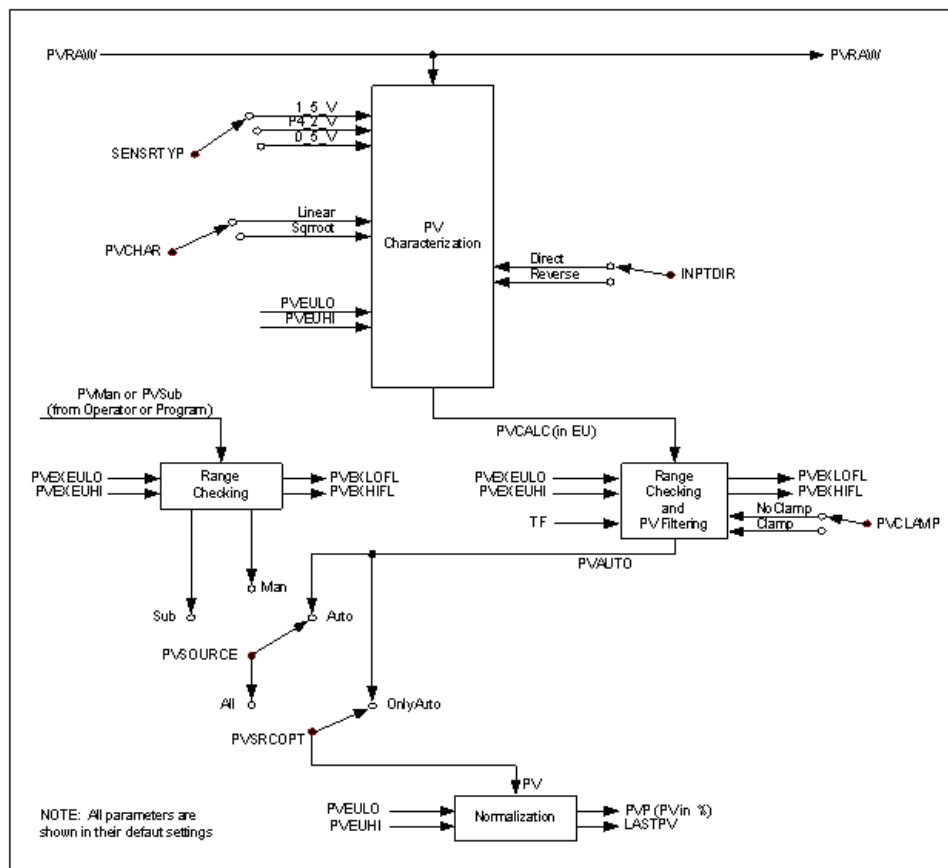 PVRAW
PVRAW
1_5_V
P4_2_V
0_5_V
SENSRTYP
Linear
Sqrroot
PVCHAR
PV
Characterization
Direct
Reverse
INPTDIR
PVEULO
PVEUHI
PVMan or PVSub
(from Operator or Program)
PVCALC (in EU)
PVEXEULO
PVEXEUHI
Range
Checking
PVEXLOFL
PVEXHIFL
PVEXEULO
PVEXEUHI
TF
Range
Checking
and
PV Filtering
PVEXLOFL
PVEXHIFL
NoClamp
Clamp
PVCLAMP
PVAUTO
Man
Sub
Auto
PVSOURCE
All
OnlyAuto
PVSRCOPT
PV
NOTE: All parameters are
shown in their defaut settings
PVEULO
PVEUHI
Normalization
PVP (PV in %)
LASTPV